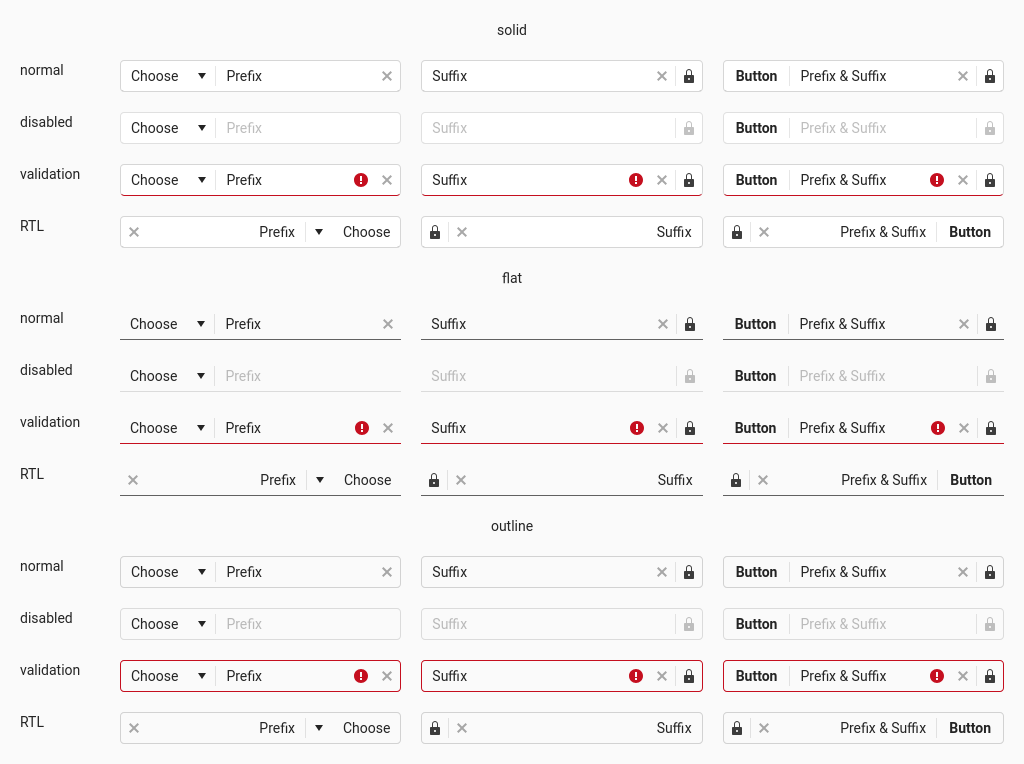 solid
normal Choose Prefix Suffix Button Prefix & Suffix
disabled Choose Prefix Suffix Button Prefix & Suffix
validation Choose Prefix Suffix Button Prefix & Suffix
RTL Prefix Choose Suffix Prefix & Suffix Button
flat
normal Choose Prefix Suffix Button Prefix & Suffix
disabled Choose Prefix Suffix Button Prefix & Suffix
validation Choose Prefix Suffix Button Prefix & Suffix
RTL Prefix Choose Suffix Prefix & Suffix Button
outline
normal Choose Prefix Suffix Button Prefix & Suffix
disabled Choose Prefix Suffix Button Prefix & Suffix
validation Choose Prefix Suffix Button Prefix & Suffix
RTL Prefix Choose Suffix Prefix & Suffix Button